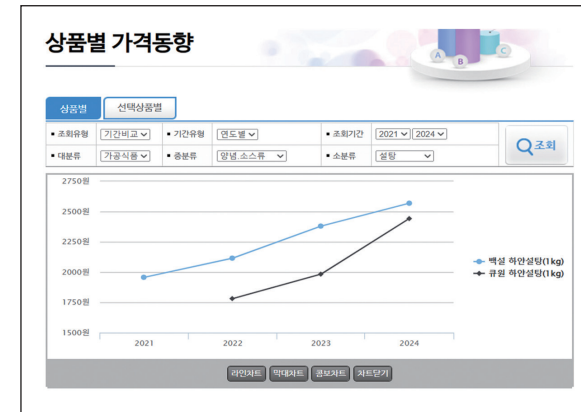 상품별 가격동향
A
B
C
상품별 선택상품별
▪ 조회유형 기간비교 ▪ 기간유형 연도별 ▪ 조회기간 2021 2024
▪ 대분류 가공식품 ▪ 중분류 양념.소스류 ▪ 소분류 설탕
조회
2750원
2500원
2250원
2000원
1750원
1500원
2021 2022 2023 2024
백설 하얀설탕(1kg)
큐원 하얀설탕(1kg)
라인차트 막대차트 콤보차트 차트닫기